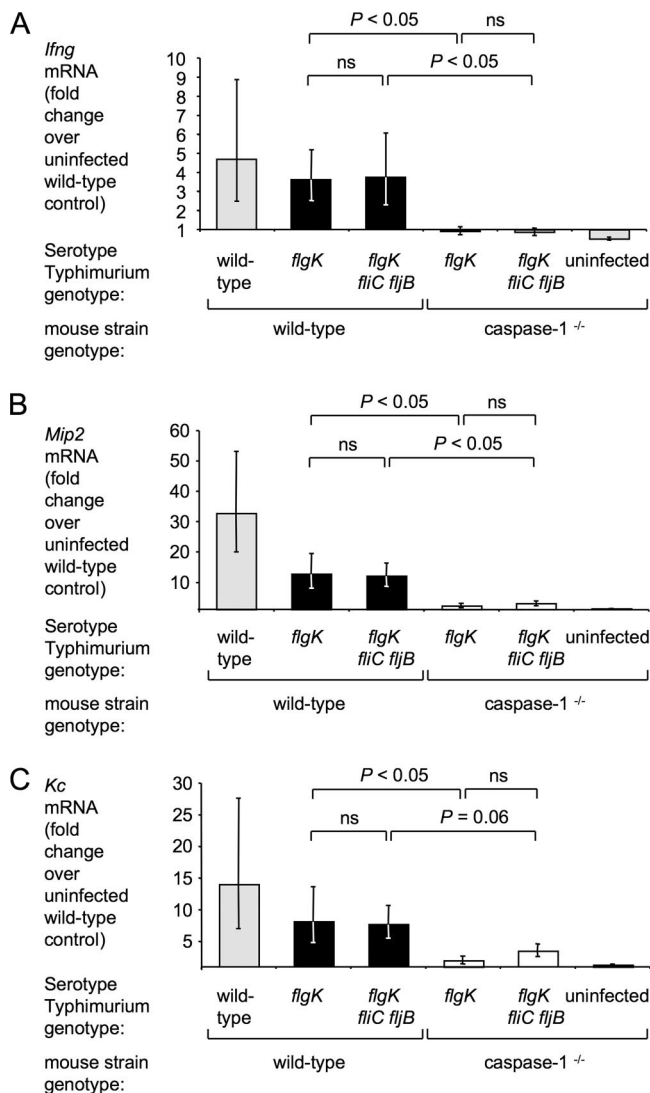 A
P < 0.05
ns
Ifng
mRNA
(fold
change
over
uninfected
wild-type
control)
ns
P < 0.05
10
9
8
7
6
5
4
3
2
1
Serotype
Typhimurium
genotype:
wild-
type
flgK
flgK
fliC fljB
flgK
flgK
fliC fljB
uninfected
mouse strain
genotype:
wild-type
caspase-1 -/-
B
P < 0.05
ns
Mip2
mRNA
(fold
change
over
uninfected
wild-type
control)
ns
P < 0.05
60
50
40
30
20
10
Serotype
Typhimurium
genotype:
wild-
type
flgK
flgK
fliC fljB
flgK
flgK
fliC fljB
uninfected
mouse strain
genotype:
wild-type
caspase-1 -/-
C
P < 0.05
ns
Kc
mRNA
(fold
change
over
uninfected
wild-type
control)
ns
P = 0.06
30
25
20
15
10
5
Serotype
Typhimurium
genotype:
wild-
type
flgK
flgK
fliC fljB
flgK
flgK
fliC fljB
uninfected
mouse strain
genotype:
wild-type
caspase-1 -/-